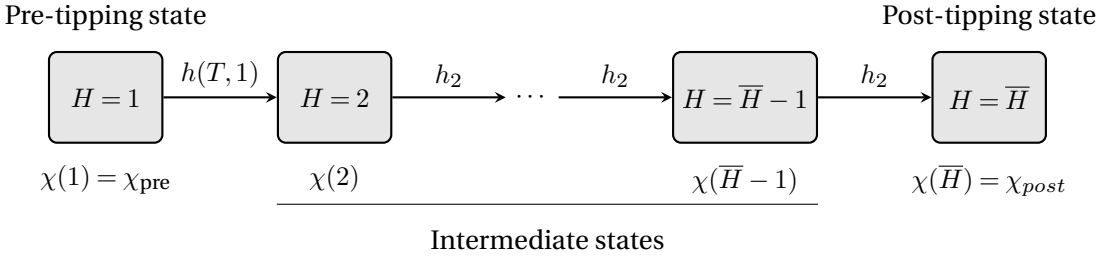 Pre-tipping state Post-tipping state
h(T, 1) h₂ h₂ h₂
H = 1 H = 2 ··· H = H̅ − 1 H = H̅
χ(1) = χ_pre χ(2) χ(H̅ − 1) χ(H̅) = χ_post
Intermediate states